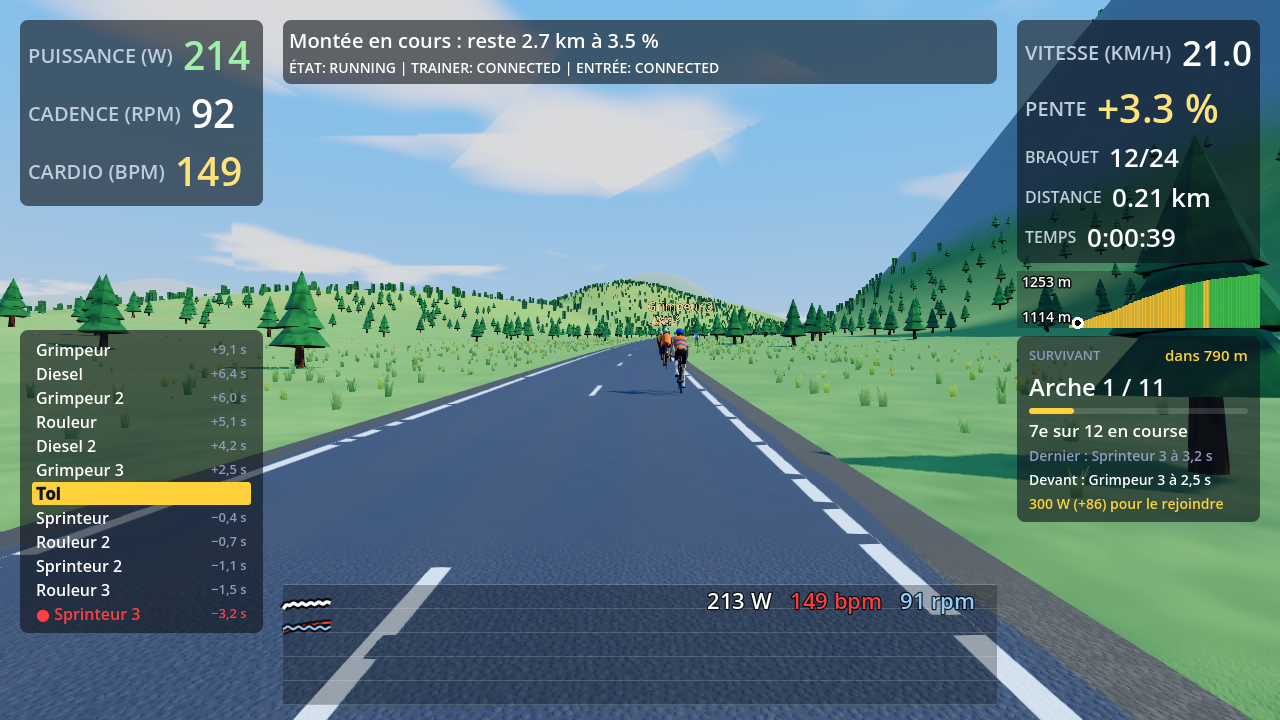 PUISSANCE (W) 214
CADENCE (RPM) 92
CARDIO (BPM) 149
Montée en cours : reste 2.7 km à 3.5 %
ÉTAT: RUNNING | TRAINER: CONNECTED | ENTRÉE: CONNECTED
VITESSE (KM/H) 21.0
PENTE +3.3 %
BRAQUET 12/24
DISTANCE 0.21 km
TEMPS 0:00:39
1253 m
1114 m
SURVIVANT dans 790 m
Arche 1 / 11
7e sur 12 en course
Dernier : Sprinteur 3 à 3,2 s
Devant : Grimpeur 3 à 2,5 s
300 W (+86) pour le rejoindre
Grimpeur 3
Grimpeur +9,1 s
Diesel +6,4 s
Grimpeur 2 +6,0 s
Rouleur +5,1 s
Diesel 2 +4,2 s
Grimpeur 3 +2,5 s
Toi
Sprinteur −0,4 s
Rouleur 2 −0,7 s
Sprinteur 2 −1,1 s
Rouleur 3 −1,5 s
Sprinteur 3 −3,2 s
213 W 149 bpm 91 rpm